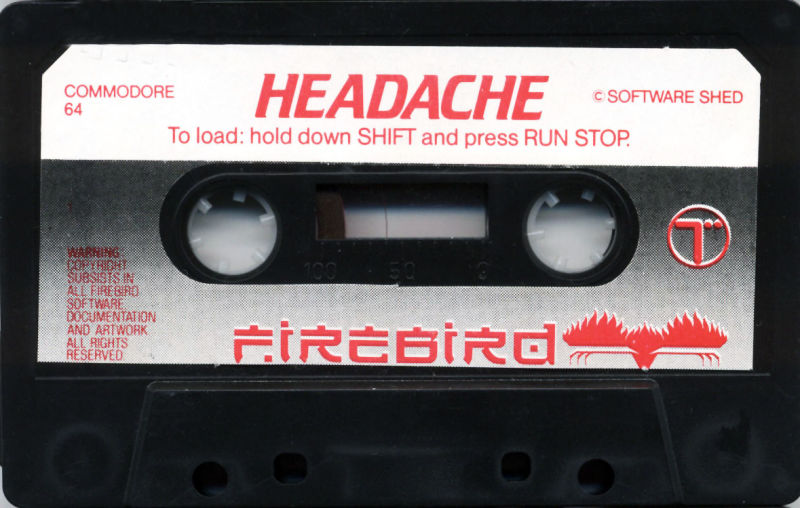 COMMODORE
64
HEADACHE
© SOFTWARE SHED
To load: hold down SHIFT and press RUN STOP.
100 50 0
WARNING
COPYRIGHT
SUBSISTS IN
ALL FIREBIRD
SOFTWARE
DOCUMENTATION
AND ARTWORK
ALL RIGHTS
RESERVED
FIREBIRD